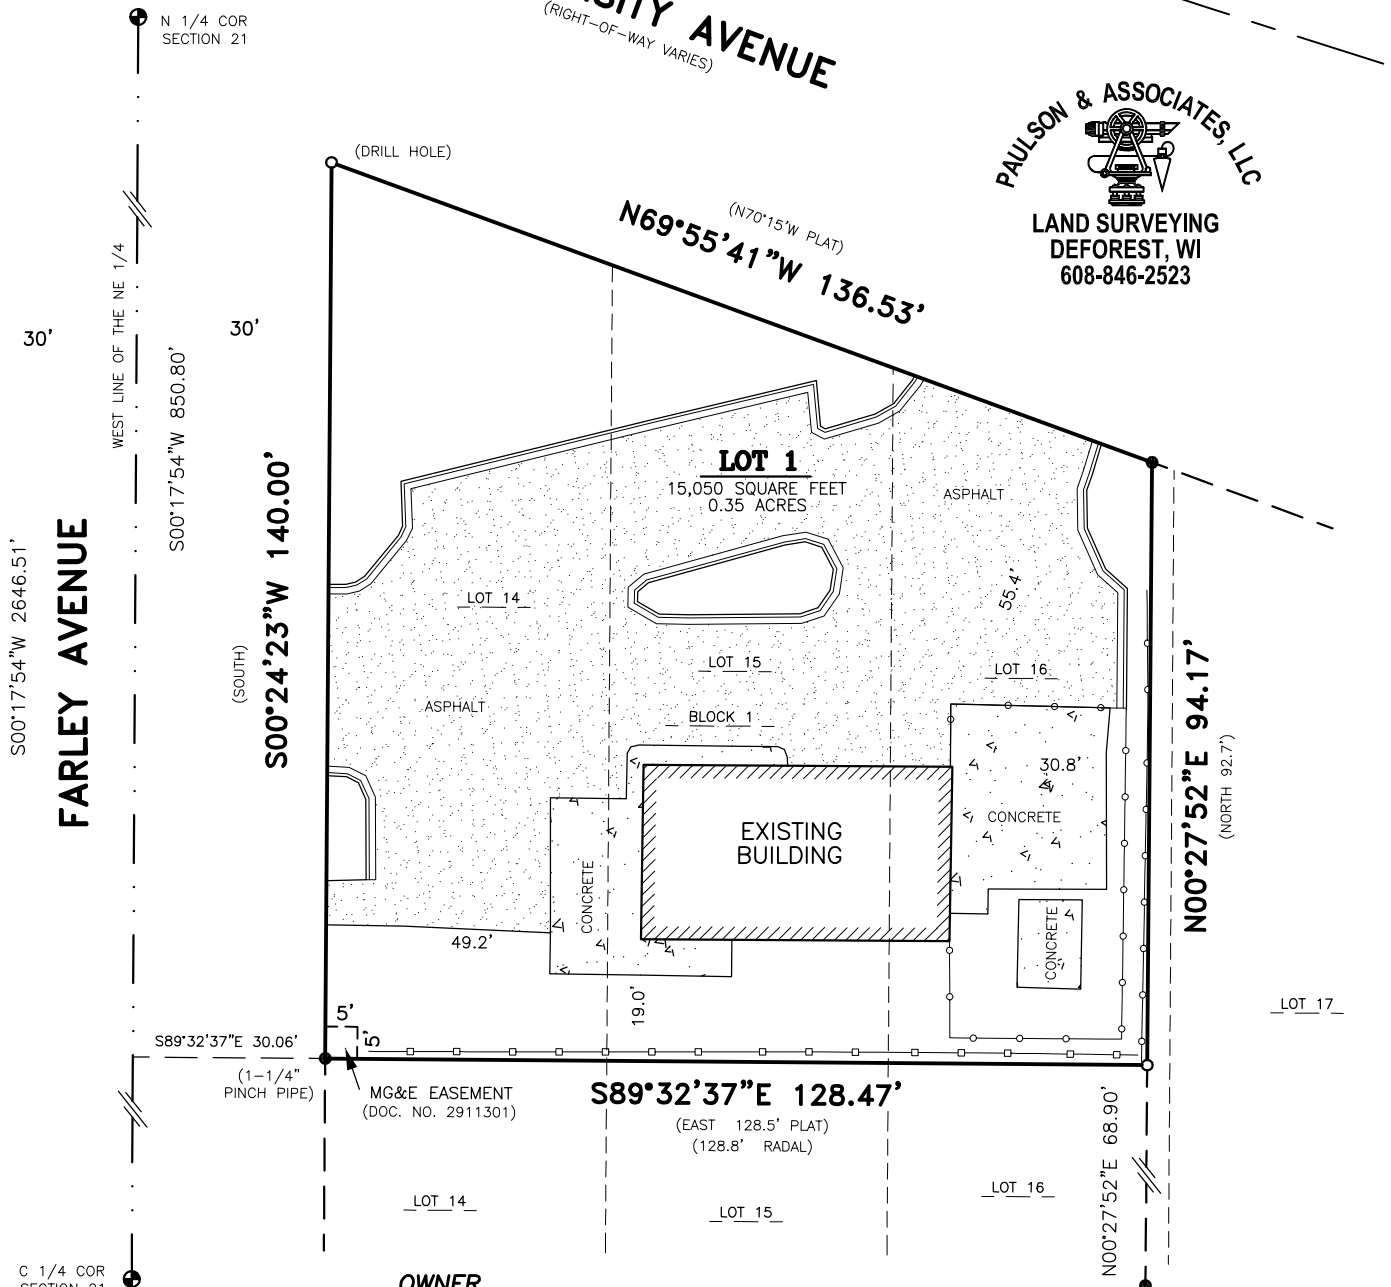 N 1/4 COR
SECTION 21
AVENUE
(RIGHT-OF-WAY VARIES)
PAULSON & ASSOCIATES, LLC
LAND SURVEYING
DEFOREST, WI
608-846-2523
(DRILL HOLE)
(N70°15'W PLAT)
N69°55'41"W 136.53'
WEST LINE OF THE NE 1/4
30'
30'
S00°17'54"W 850.80'
S00°17'54"W 2646.51'
FARLEY AVENUE
(SOUTH)
S00°24'23"W 140.00'
LOT 1
15,050 SQUARE FEET
0.35 ACRES
ASPHALT
55.4'
LOT 14
LOT 15
LOT 16
BLOCK 1
ASPHALT
30.8'
CONCRETE
EXISTING
BUILDING
CONCRETE
CONCRETE
N00°27'52"E 94.17'
(NORTH 92.7')
49.2'
19.0'
LOT 17
5'
5'
S89°32'37"E 30.06'
(1-1/4"
PINCH PIPE)
MG&E EASEMENT
(DOC. NO. 2911301)
S89°32'37"E 128.47'
(EAST 128.5' PLAT)
(128.8' RADAL)
N00°27'52"E 68.90'
LOT 14
LOT 15
LOT 16
C 1/4 COR
SECTION 21
OWNER